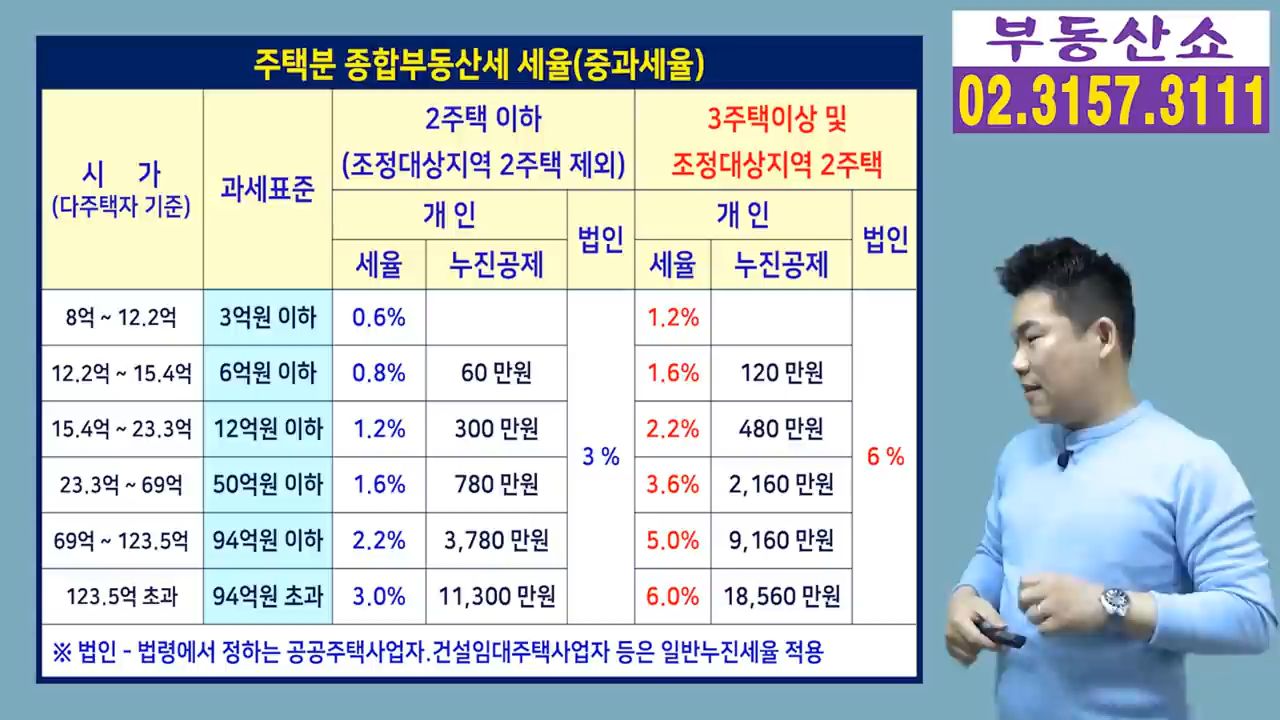 부동산쇼
02.3157.3111
주택분 종합부동산세 세율(중과세율)
시 가
(다주택자 기준)
과세표준
2주택 이하
(조정대상지역 2주택 제외)
3주택이상 및
조정대상지역 2주택
개 인
법인
개 인
법인
세율
누진공제
세율
누진공제
8억 ~ 12.2억 3억원 이하 0.6% 1.2%
12.2억 ~ 15.4억 6억원 이하 0.8% 60 만원 1.6% 120 만원
15.4억 ~ 23.3억 12억원 이하 1.2% 300 만원 2.2% 480 만원
3 % 6 %
23.3억 ~ 69억 50억원 이하 1.6% 780 만원 3.6% 2,160 만원
69억 ~ 123.5억 94억원 이하 2.2% 3,780 만원 5.0% 9,160 만원
123.5억 초과 94억원 초과 3.0% 11,300 만원 6.0% 18,560 만원
※ 법인 - 법령에서 정하는 공공주택사업자.건설임대주택사업자 등은 일반누진세율 적용